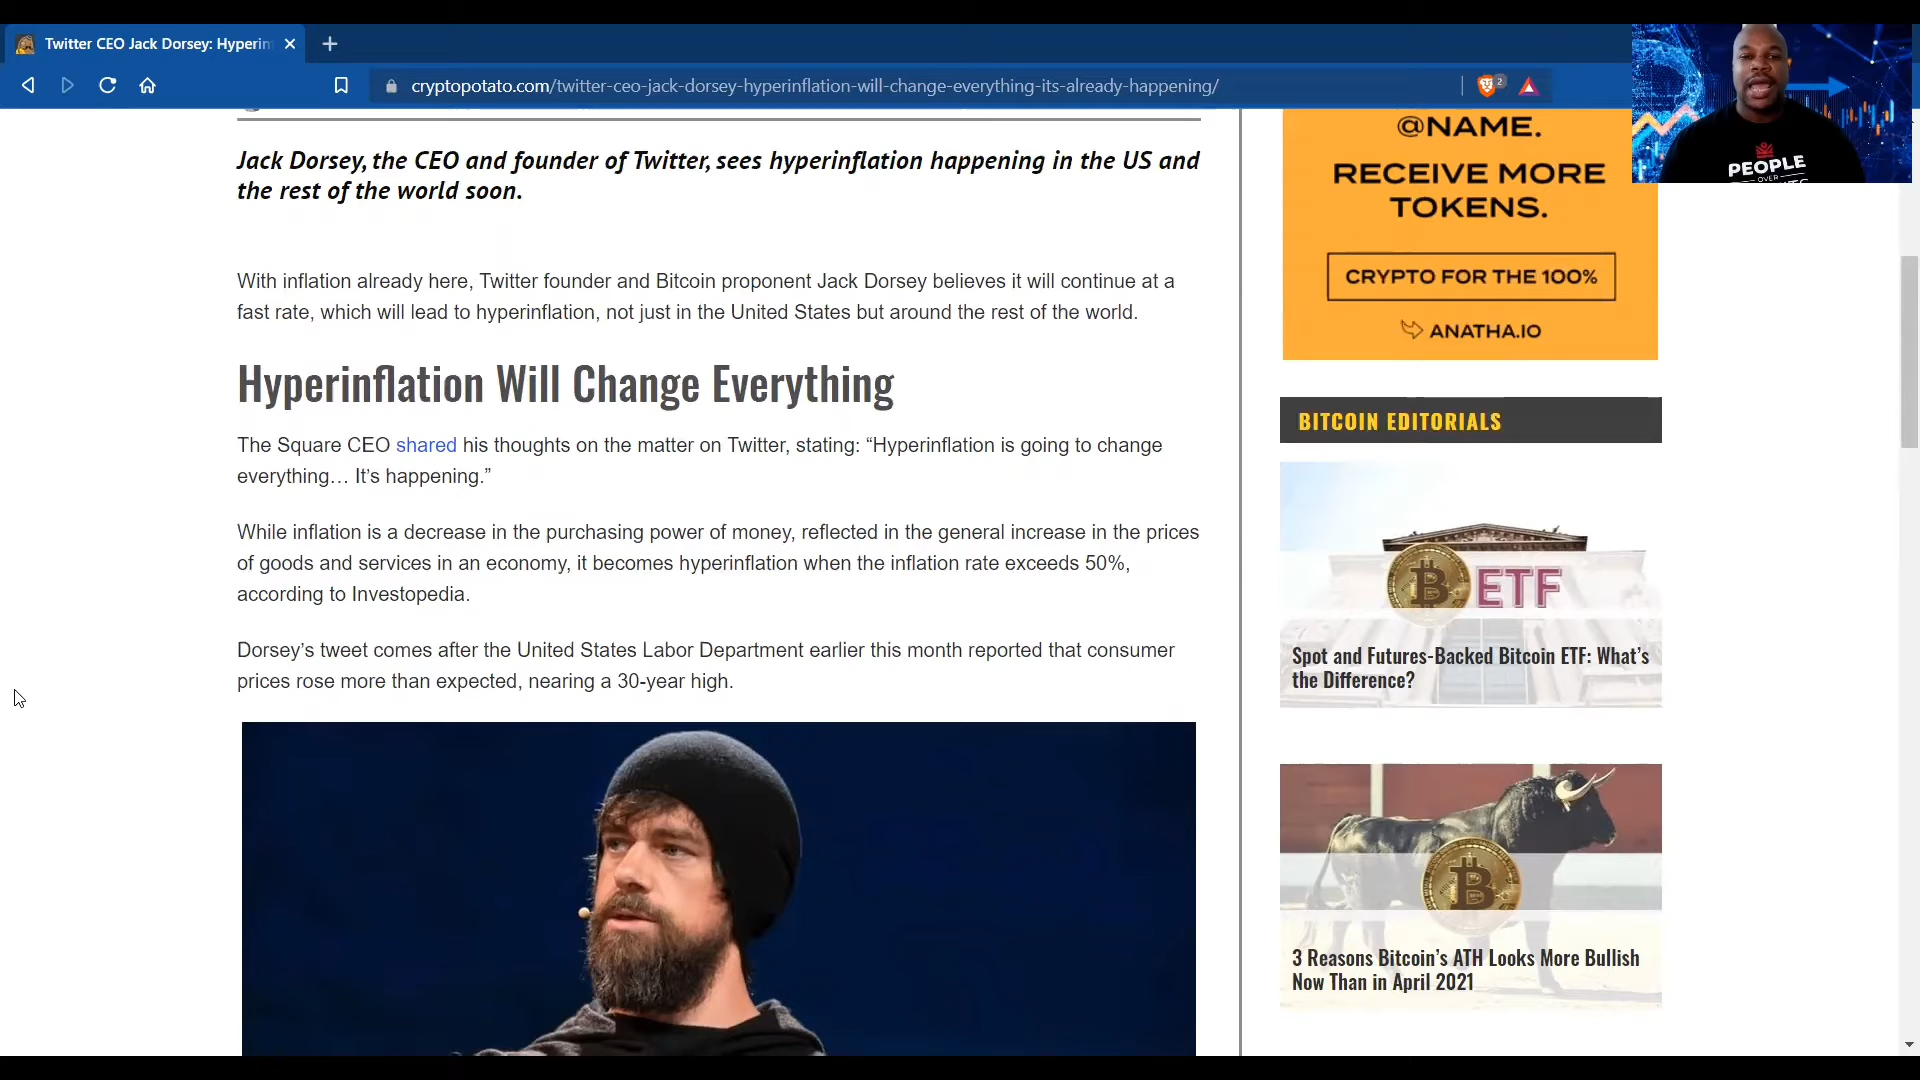 Twitter CEO Jack Dorsey: Hyperin
cryptopotato.com/twitter-ceo-jack-dorsey-hyperinflation-will-change-everything-its-already-happening/
2
PEOPLE
OVER
Jack Dorsey, the CEO and founder of Twitter, sees hyperinflation happening in the US and
the rest of the world soon.
With inflation already here, Twitter founder and Bitcoin proponent Jack Dorsey believes it will continue at a
fast rate, which will lead to hyperinflation, not just in the United States but around the rest of the world.
Hyperinflation Will Change Everything
The Square CEO shared his thoughts on the matter on Twitter, stating: “Hyperinflation is going to change
everything… It’s happening.”
While inflation is a decrease in the purchasing power of money, reflected in the general increase in the prices
of goods and services in an economy, it becomes hyperinflation when the inflation rate exceeds 50%,
according to Investopedia.
Dorsey’s tweet comes after the United States Labor Department earlier this month reported that consumer
prices rose more than expected, nearing a 30-year high.
@NAME.
RECEIVE MORE
TOKENS.
CRYPTO FOR THE 100%
ANATHA.IO
BITCOIN EDITORIALS
ETF
Spot and Futures-Backed Bitcoin ETF: What’s
the Difference?
3 Reasons Bitcoin’s ATH Looks More Bullish
Now Than in April 2021